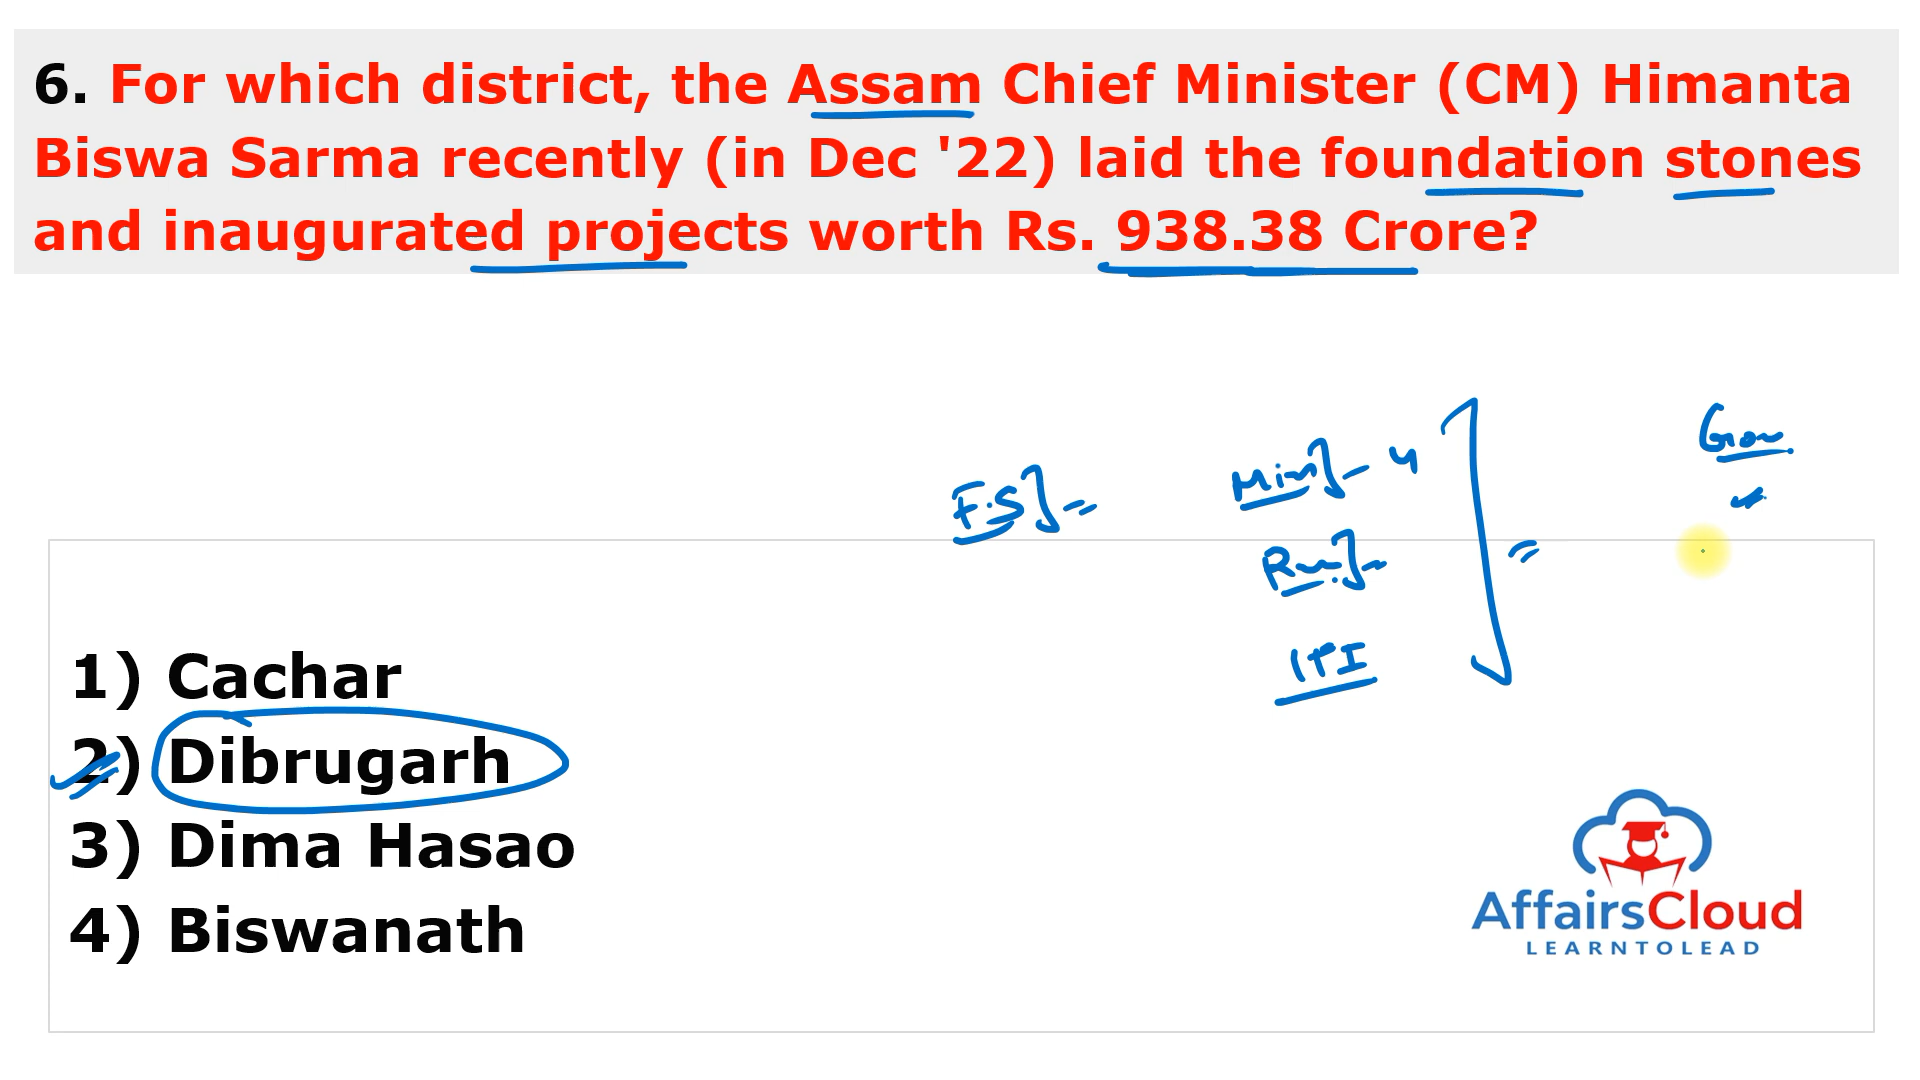 6. For which district, the Assam Chief Minister (CM) Himanta
Biswa Sarma recently (in Dec '22) laid the foundation stones
and inaugurated projects worth Rs. 938.38 Crore?
F.S
Min - 4
1) Cachar
2) Dibrugarh
3) Dima Hasao
4) Biswanath
AffairsCloud
LEARNTOLEAD